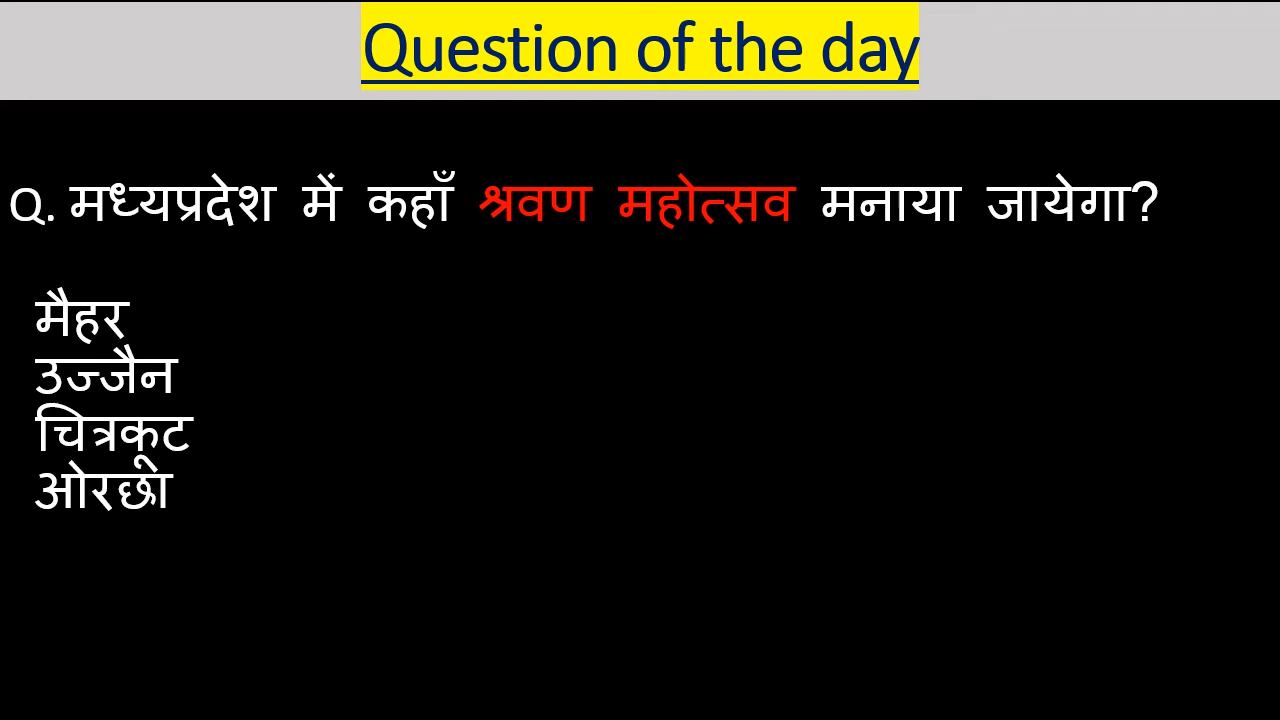 Question of the day
Q. मध्यप्रदेश में कहाँ श्रवण महोत्सव मनाया जायेगा?
मैहर
उज्जैन
चित्रकूट
ओरछा